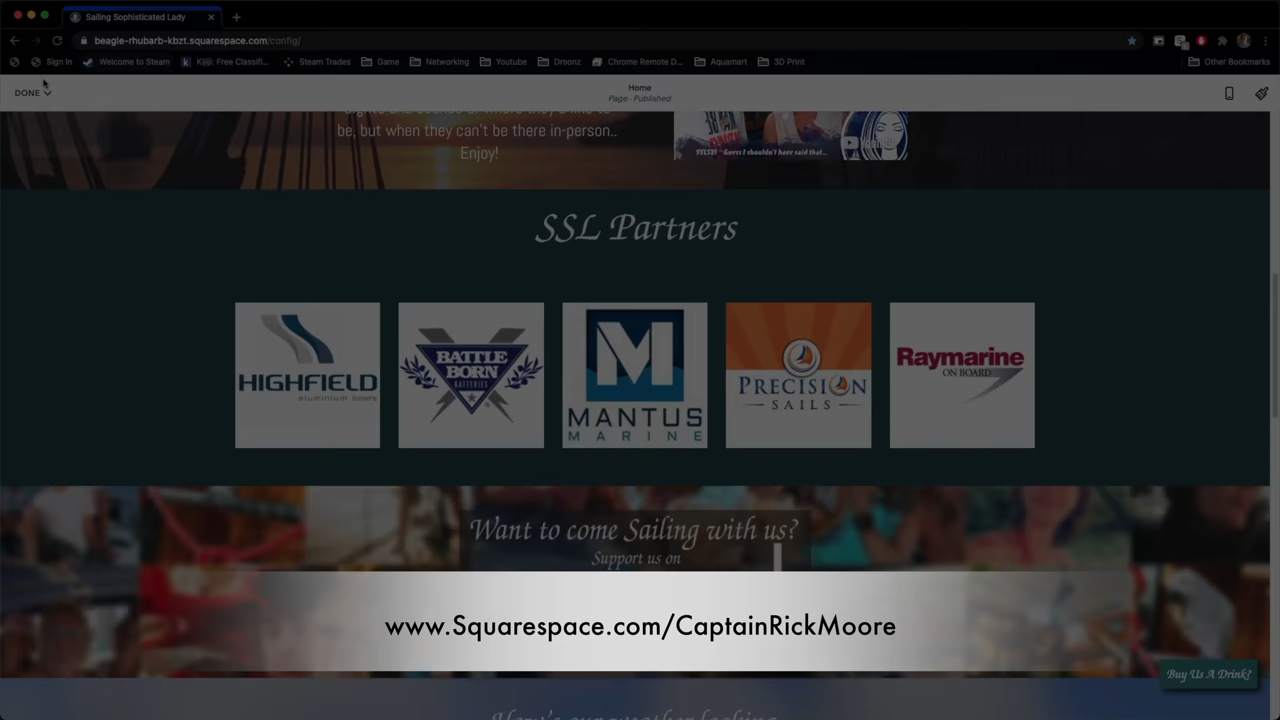 Sailing Sophisticated Lady
beagle-rhubarb-kbzt.squarespace.com/config/
Sign In
Welcome to Steam
Kijiji: Free Classifi...
Steam Trades
Game
Networking
Youtube
Droonz
Chrome Remote D...
Aquamart
3D Print
Other Bookmarks
DONE
Home
Page · Published
be, but when they can't be there in-person..
Enjoy!
SSL Partners
HIGHFIELD
aluminium boats
BATTLE
BORN
BATTERIES
MANTUS
MARINE
PRECISION
SAILS
Raymarine
ON BOARD
Want to come Sailing with us?
Support us on
www.Squarespace.com/CaptainRickMoore
Buy Us A Drink?